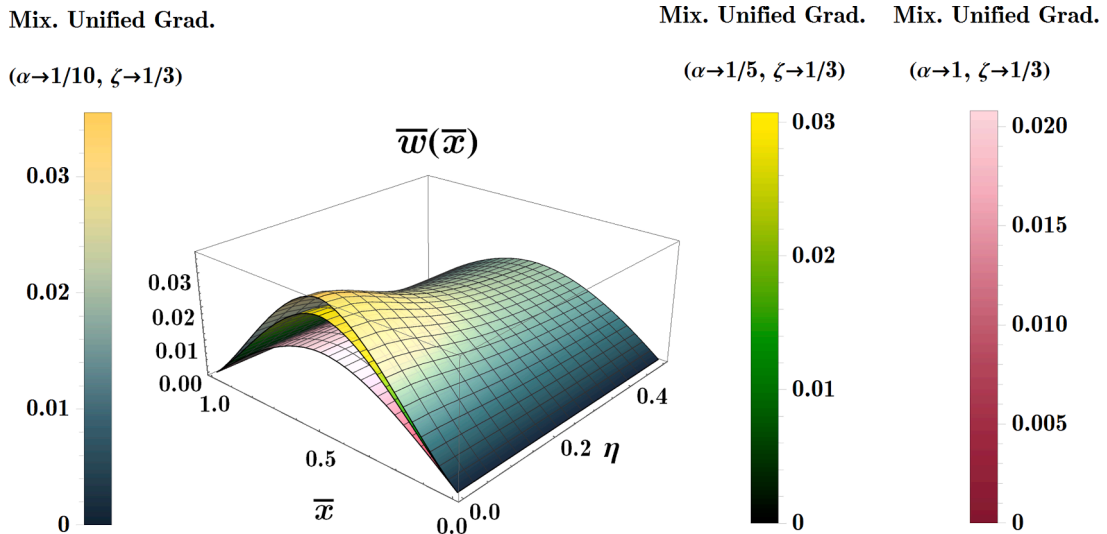 Mix. Unified Grad.
(α→1/10, ζ→1/3)
0.03
0.02
0.01
0
w̅(x̅)
0.03
0.02
0.01
0.00
1.0
0.5
0.0
x̅
0.0
0.2
0.4
η
Mix. Unified Grad.
(α→1/5, ζ→1/3)
0.03
0.02
0.01
0
Mix. Unified Grad.
(α→1, ζ→1/3)
0.020
0.015
0.010
0.005
0